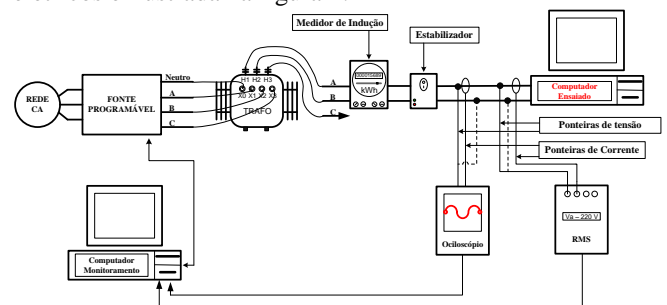 Medidor de Indução
Estabilizador
Neutro
A
B
C
H1 H2 H3
X0 X1 X2 X3
TRAFO
REDE
CA
FONTE
PROGRAMÁVEL
A
B
C
kWh
Computador
Ensaiado
Ponteiras de tensão
Ponteiras de Corrente
Va – 220 V
RMS
Ociloscópio
Computador
Monitoramento